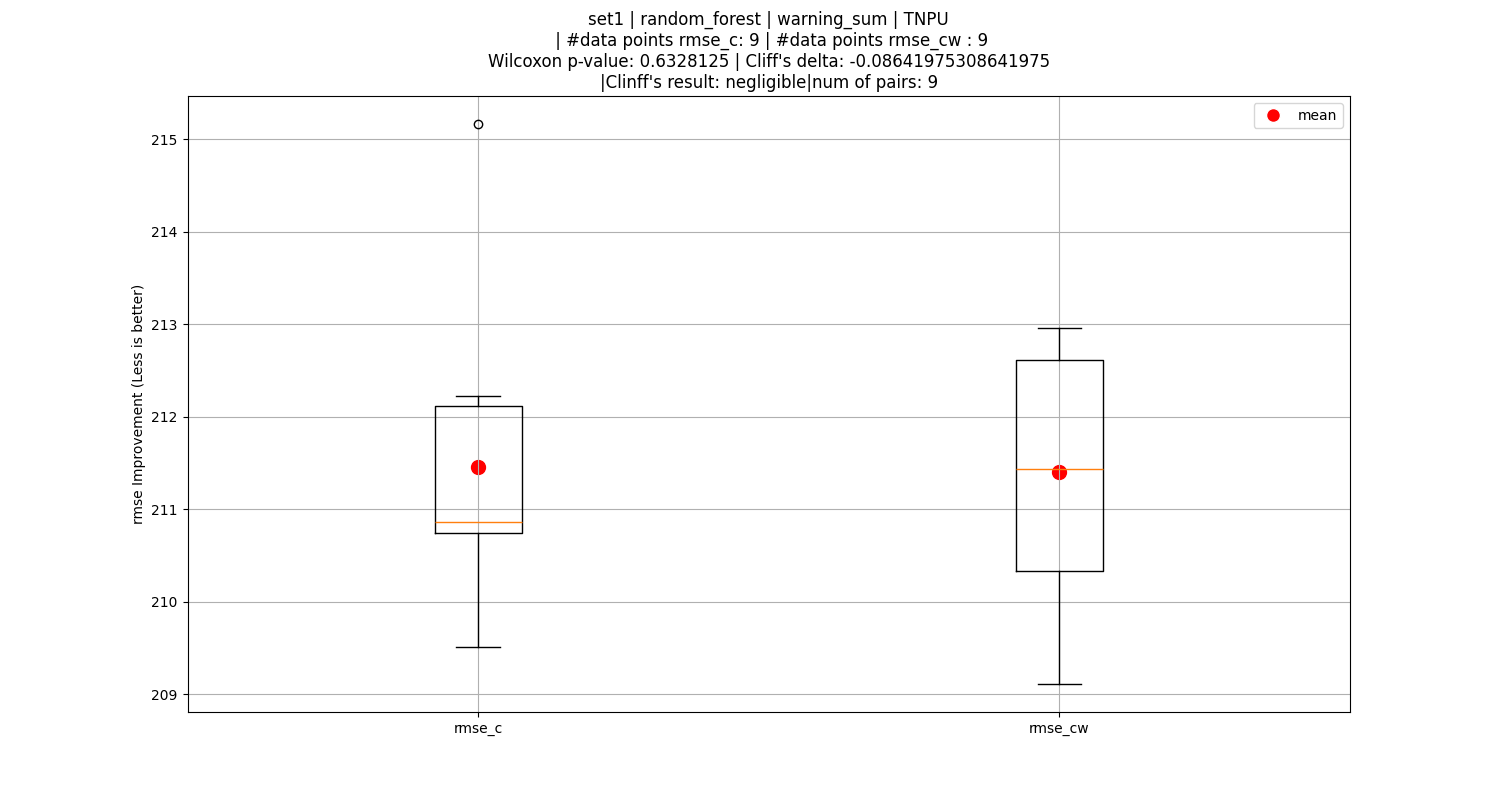 set1 | random_forest | warning_sum | TNPU
| #data points rmse_c: 9 | #data points rmse_cw : 9
Wilcoxon p-value: 0.6328125 | Cliff's delta: -0.08641975308641975
|Clinff's result: negligible|num of pairs: 9
mean
215
214
213
212
211
210
209
rmse Improvement (Less is better)
rmse_c
rmse_cw